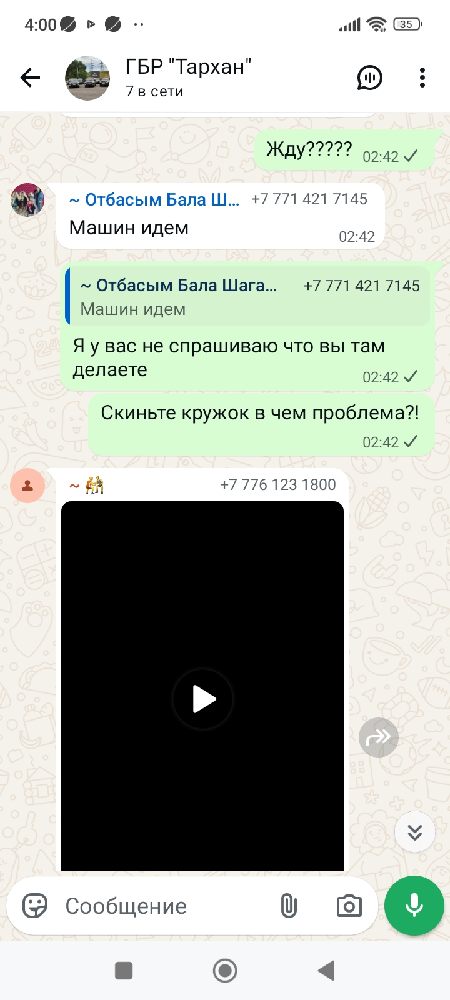 4:00
35
ГБР "Тархан"
7 в сети
Жду?????
02:42
~ Отбасым Бала Ш... +7 771 421 7145
Машин идем
02:42
~ Отбасым Бала Шага... +7 771 421 7145
Машин идем
Я у вас не спрашиваю что вы там
делаете
02:42
Скиньте кружок в чем проблема?!
02:42
~ +7 776 123 1800
Сообщение